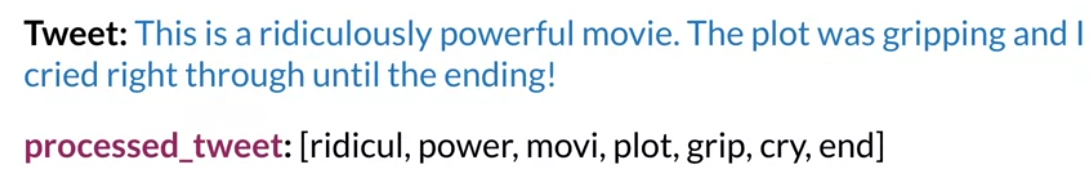 Tweet: This is a ridiculously powerful movie. The plot was gripping and I
cried right through until the ending!
processed_tweet: [ridicul, power, movi, plot, grip, cry, end]